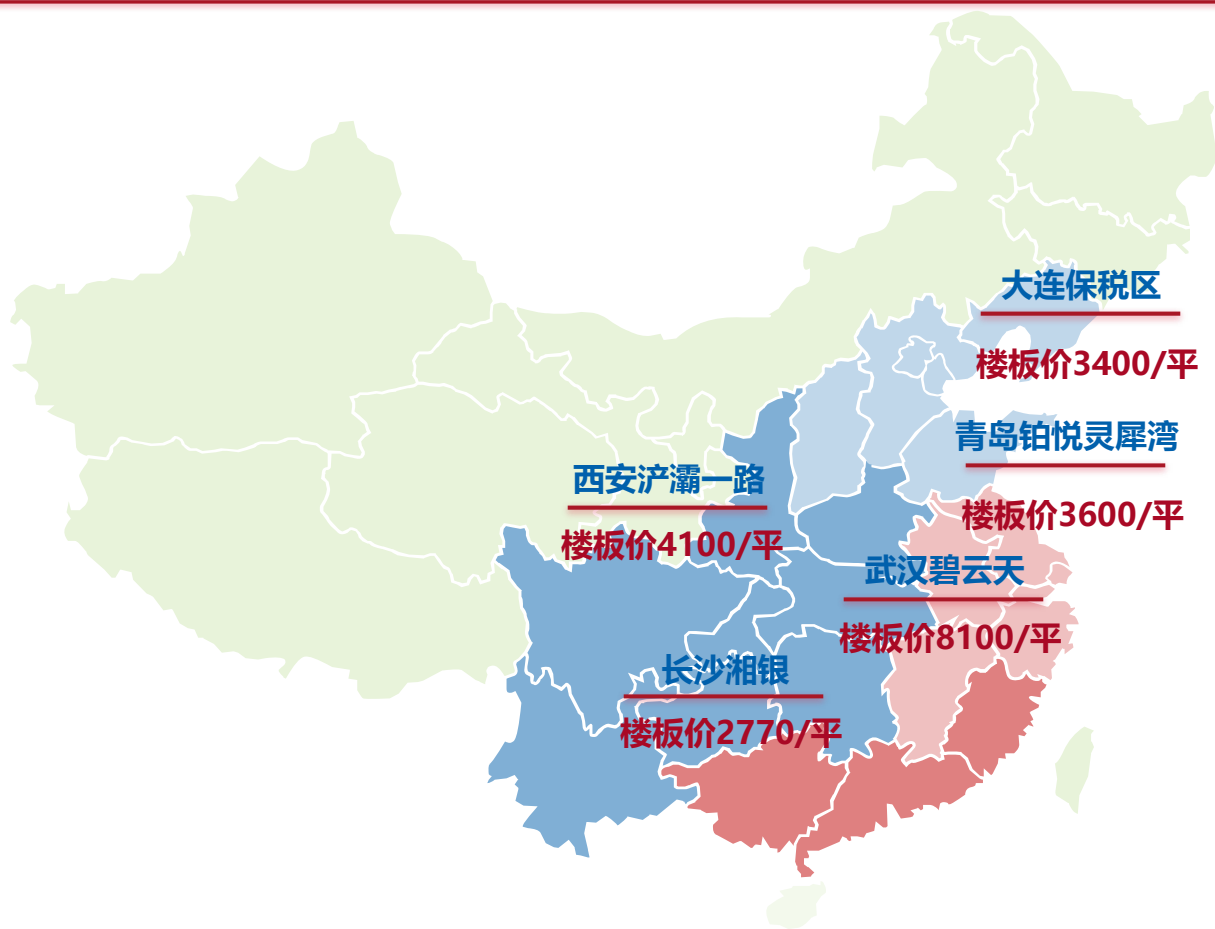 大连保税区
楼板价3400/平
青岛铂悦灵犀湾
楼板价3600/平
西安浐灞一路
楼板价4100/平
武汉碧云天
楼板价8100/平
长沙湘银
楼板价2770/平